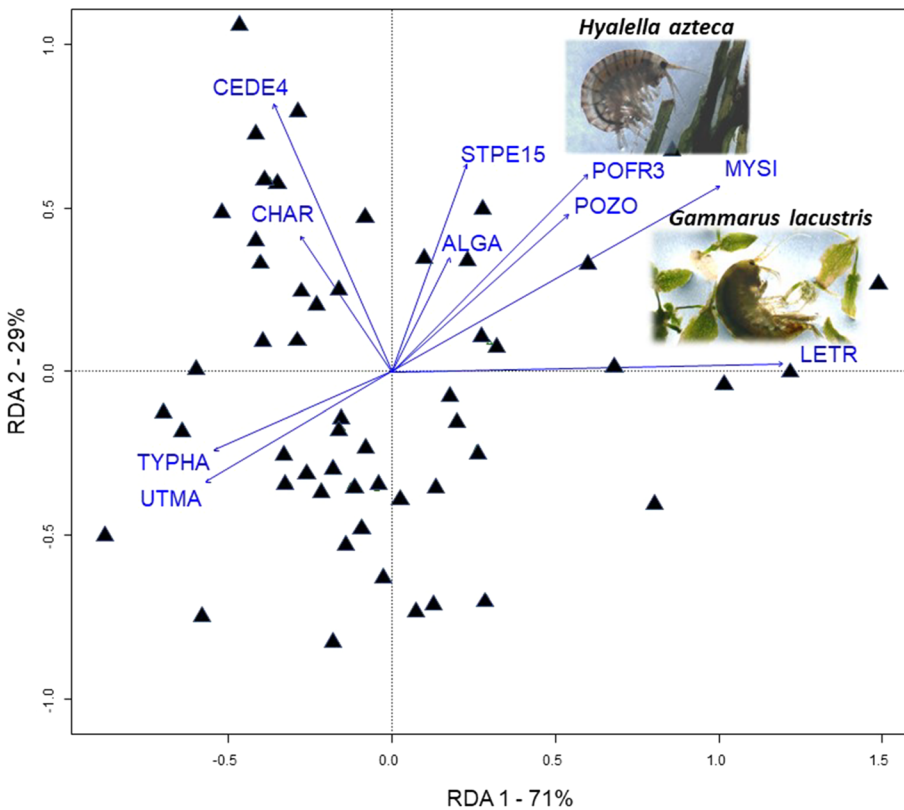 Hyalella azteca
CEDE4
STPE15
POFR3
MYSI
CHAR
POZO
Gammarus lacustris
ALGA
LETR
TYPHA
UTMA
RDA 2 - 29%
1.0
0.5
0.0
-0.5
-1.0
-0.5
0.0
0.5
1.0
1.5
RDA 1 - 71%